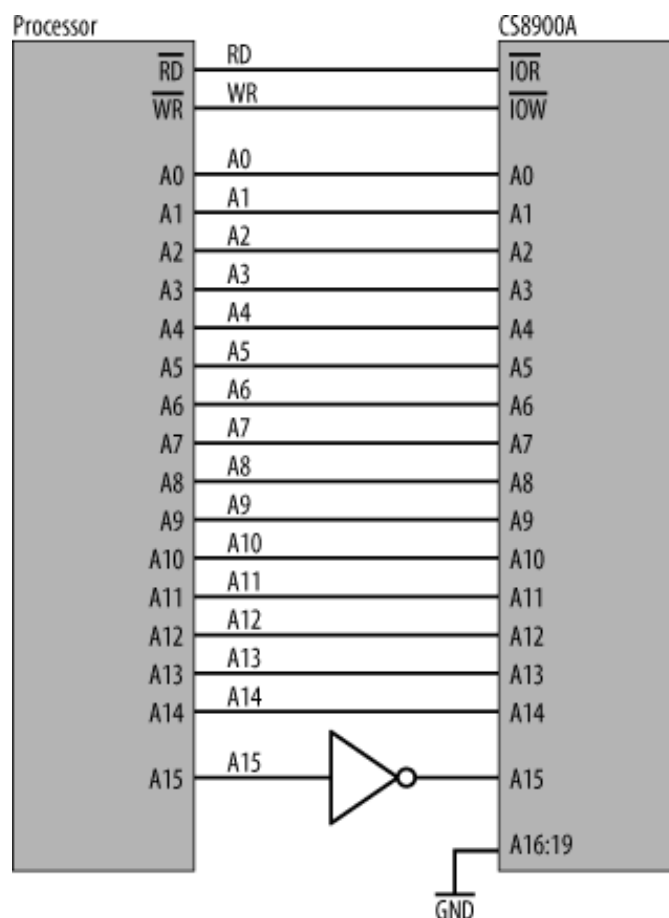 Processor CS8900A
RD RD IOR
WR WR IOW
A0 A0 A0
A1 A1 A1
A2 A2 A2
A3 A3 A3
A4 A4 A4
A5 A5 A5
A6 A6 A6
A7 A7 A7
A8 A8 A8
A9 A9 A9
A10 A10 A10
A11 A11 A11
A12 A12 A12
A13 A13 A13
A14 A14 A14
A15 A15 A15
A16:19
GND